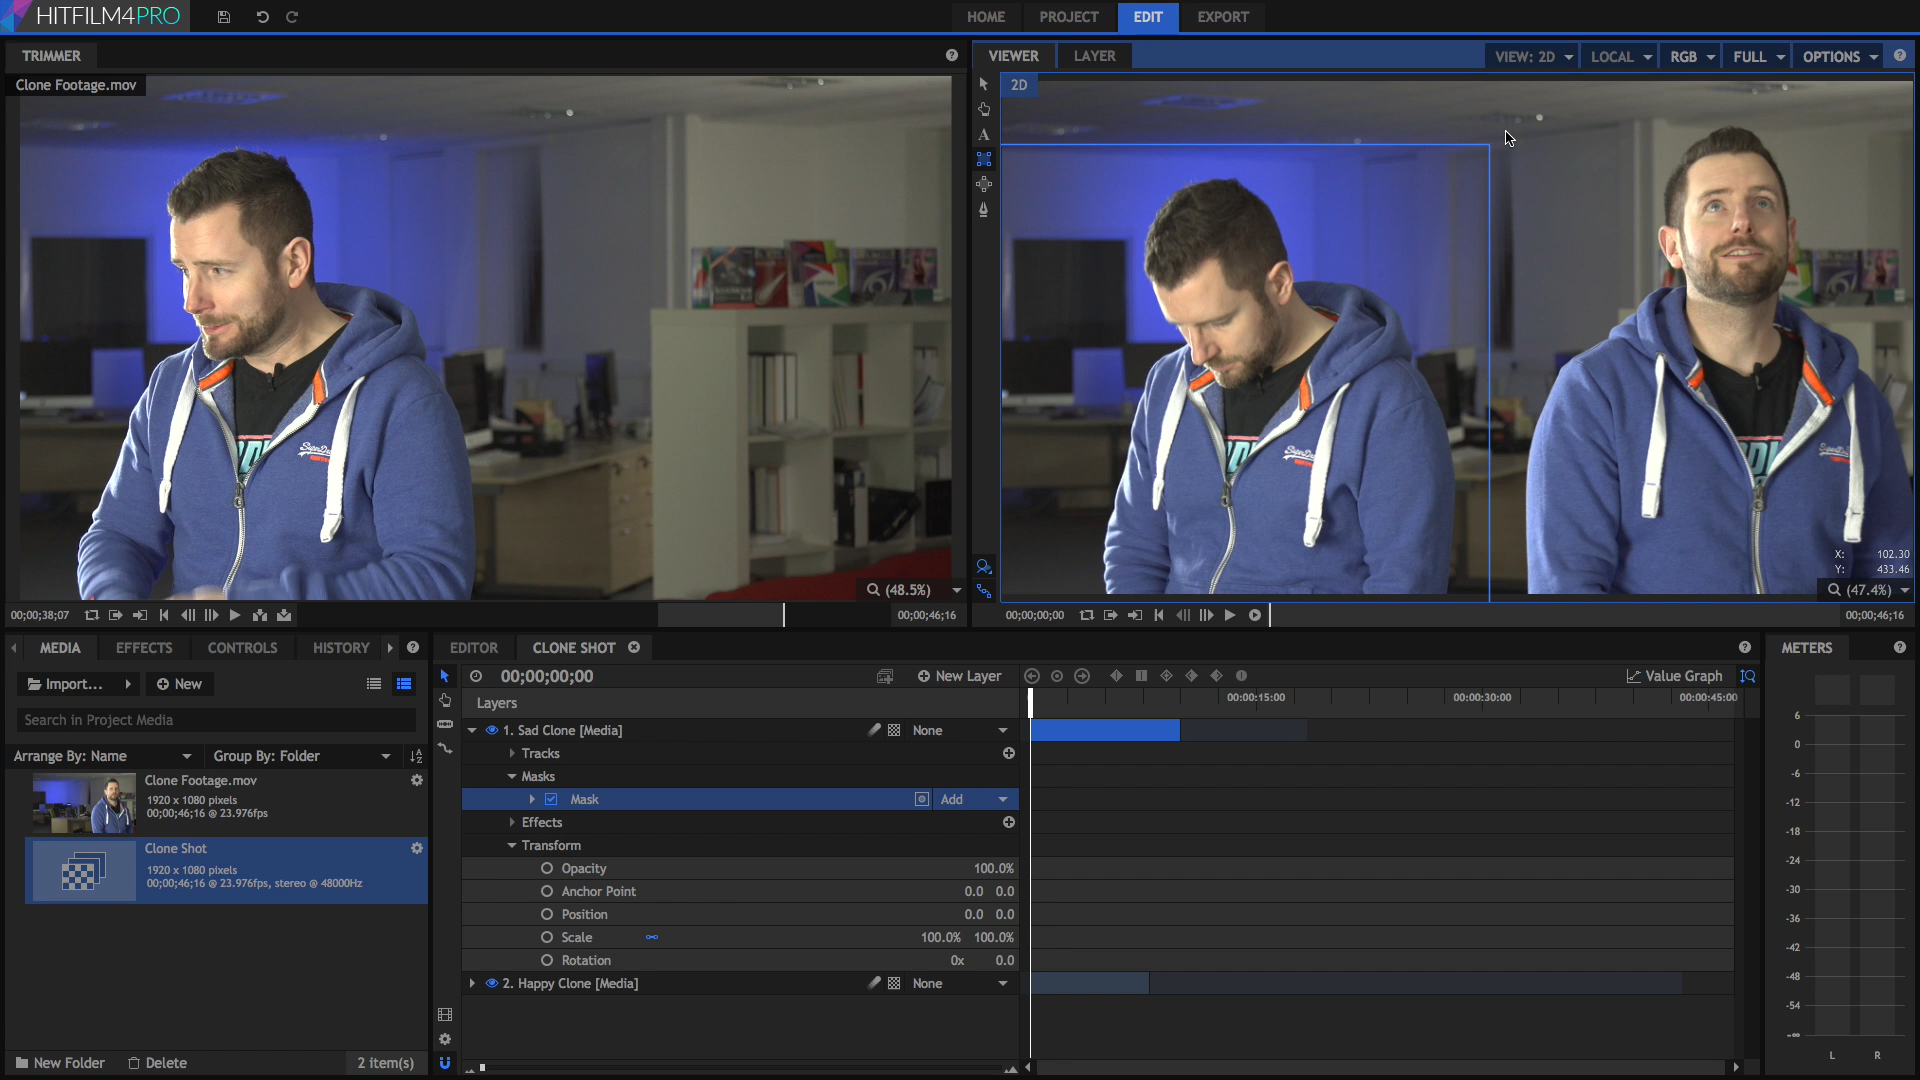 HITFILM4PRO
HOME PROJECT EDIT EXPORT
TRIMMER
Clone Footage.mov
(48.5%)
00;00;38;07
00;00;46;16
VIEWER LAYER VIEW: 2D LOCAL RGB FULL OPTIONS
2D
A
X: 102.30
Y: 433.46
(47.4%)
00:00;00;00
00;00;46;16
MEDIA EFFECTS CONTROLS HISTORY
Import... New
Search in Project Media
Arrange By: Name Group By: Folder
Clone Footage.mov
1920 x 1080 pixels
00;00;46;16 @ 23.976fps
Clone Shot
1920 x 1080 pixels
00;00;46;16 @ 23.976fps, stereo @ 48000Hz
New Folder Delete 2 item(s)
EDITOR CLONE SHOT
00;00;00;00 New Layer Value Graph
Layers
00:00:15:00 00:00:30:00 00:00:45:00
1. Sad Clone [Media] None
Tracks
Masks
Mask Add
Effects
Transform
Opacity 100.0%
Anchor Point 0.0 0.0
Position 0.0 0.0
Scale 100.0% 100.0%
Rotation 0x 0.0
2. Happy Clone [Media] None
METERS
6
0
-6
-12
-18
-24
-30
-36
-42
-48
-54
-∞
L R